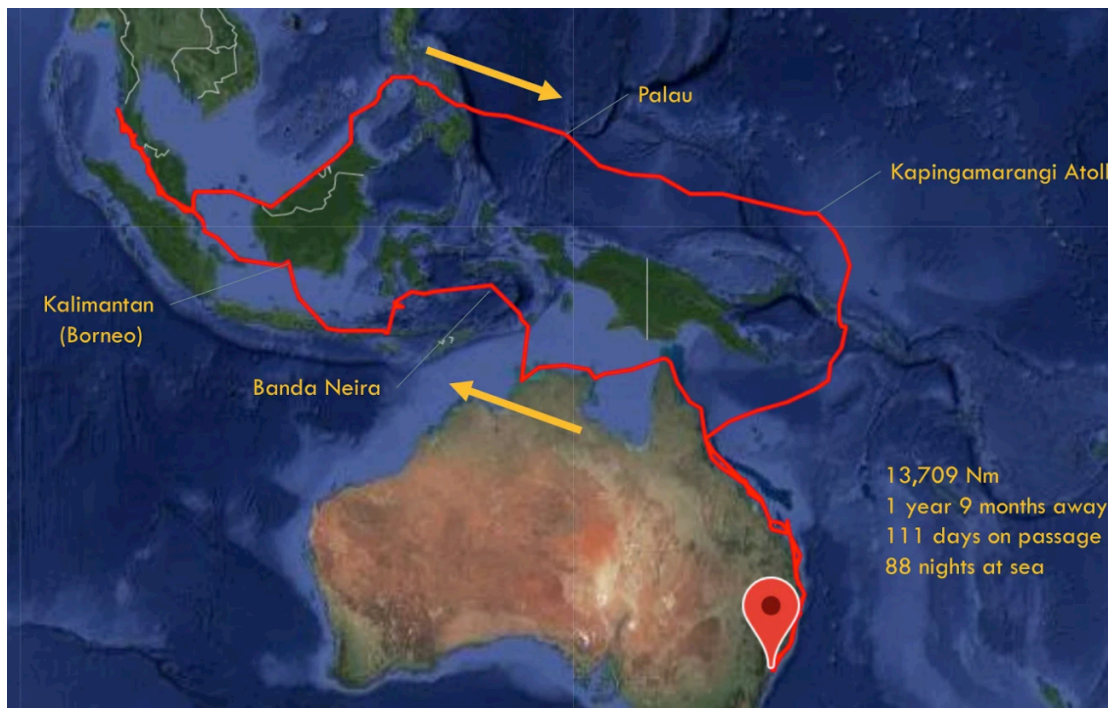 Palau
Kapingamarangi Atoll
Kalimantan
(Borneo)
Banda Neira
13,709 Nm
1 year 9 months away
111 days on passage
88 nights at sea